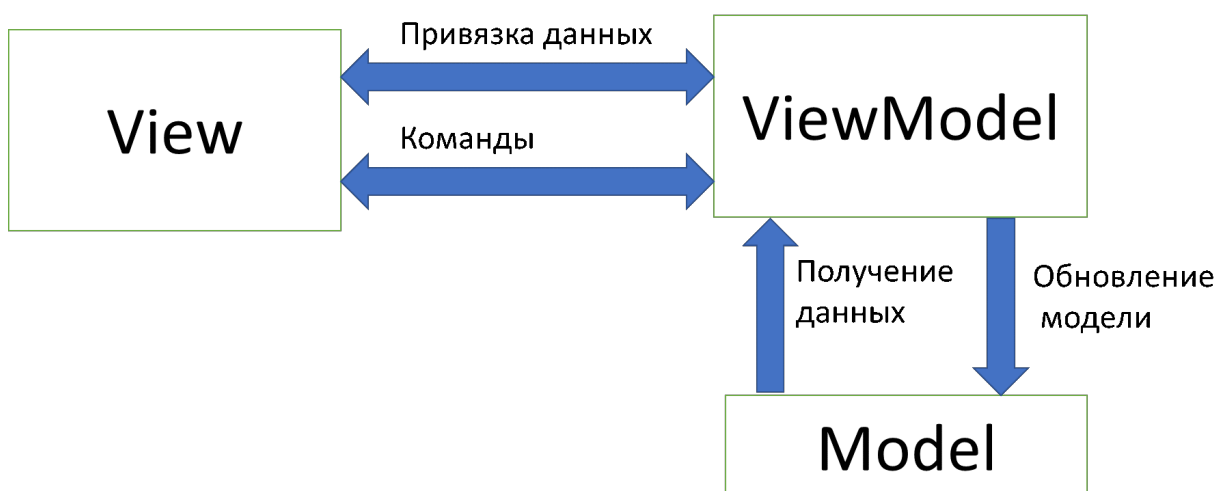 Привязка данных
View
ViewModel
Команды
Получение
данных
Обновление
модели
Model